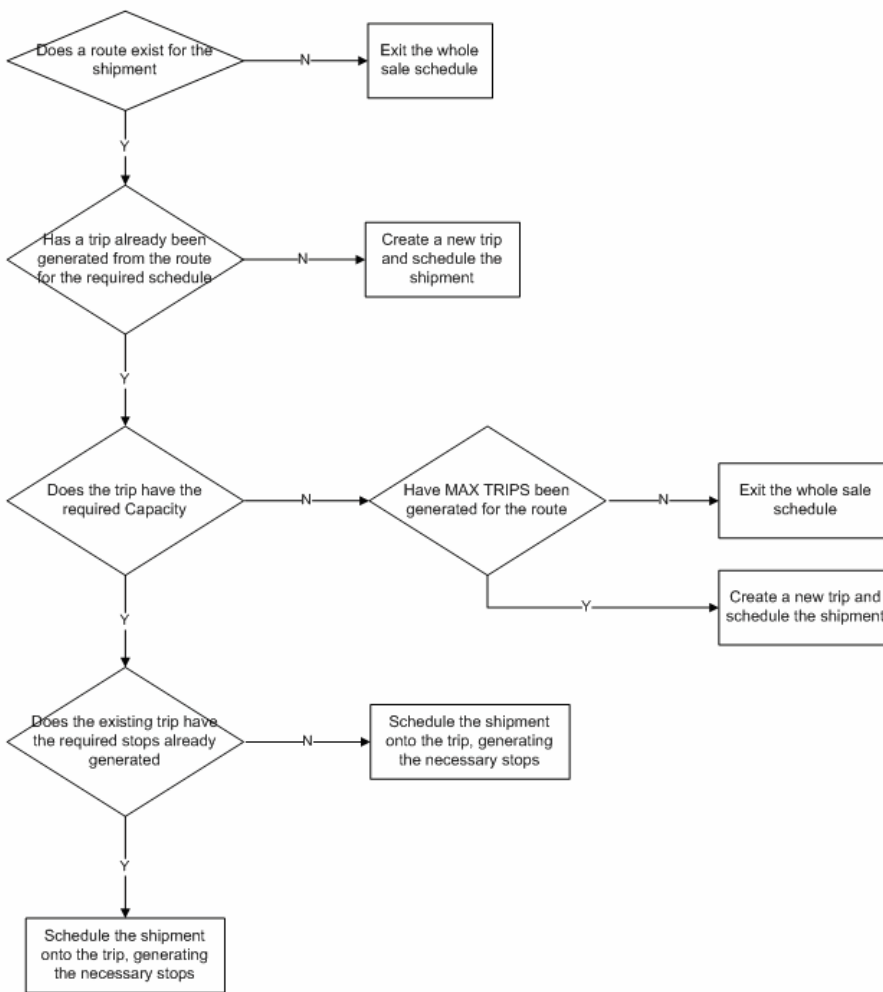 Does a route exist for the
shipment
N
Exit the whole
sale schedule
Y
Has a trip already been
generated from the route
for the required schedule
N
Create a new trip
and schedule the
shipment
Y
Does the trip have the
required Capacity
N
Have MAX TRIPS been
generated for the route
N
Exit the whole sale
schedule
Y
Create a new trip and
schedule the shipment
Y
Does the existing trip have
the required stops already
generated
N
Schedule the shipment
onto the trip, generating
the necessary stops
Y
Schedule the shipment
onto the trip, generating
the necessary stops